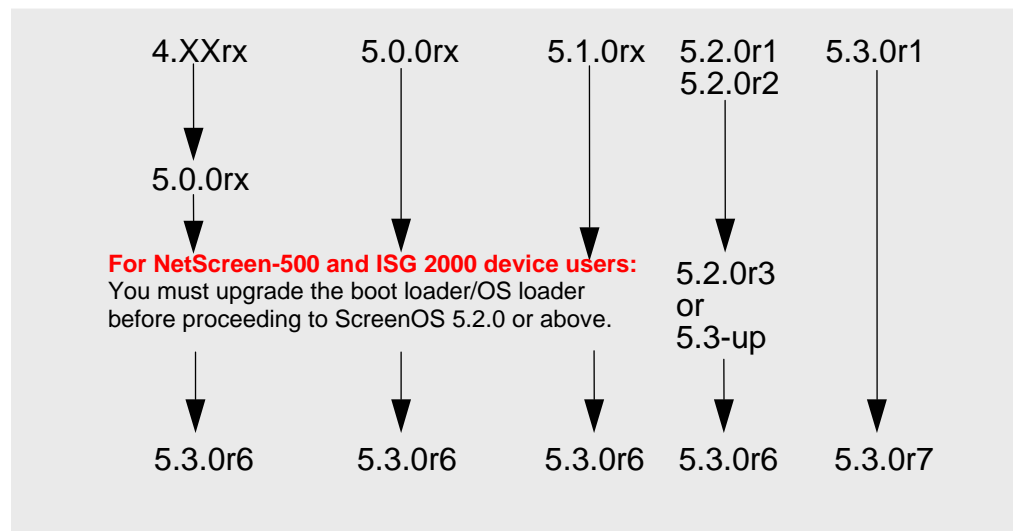 4.XXrx 5.0.0rx 5.1.0rx 5.2.0r1 5.3.0r1
5.2.0r2
5.0.0rx
For NetScreen-500 and ISG 2000 device users:
You must upgrade the boot loader/OS loader
before proceeding to ScreenOS 5.2.0 or above.
5.2.0r3
or
5.3-up
5.3.0r6 5.3.0r6 5.3.0r6 5.3.0r6 5.3.0r7